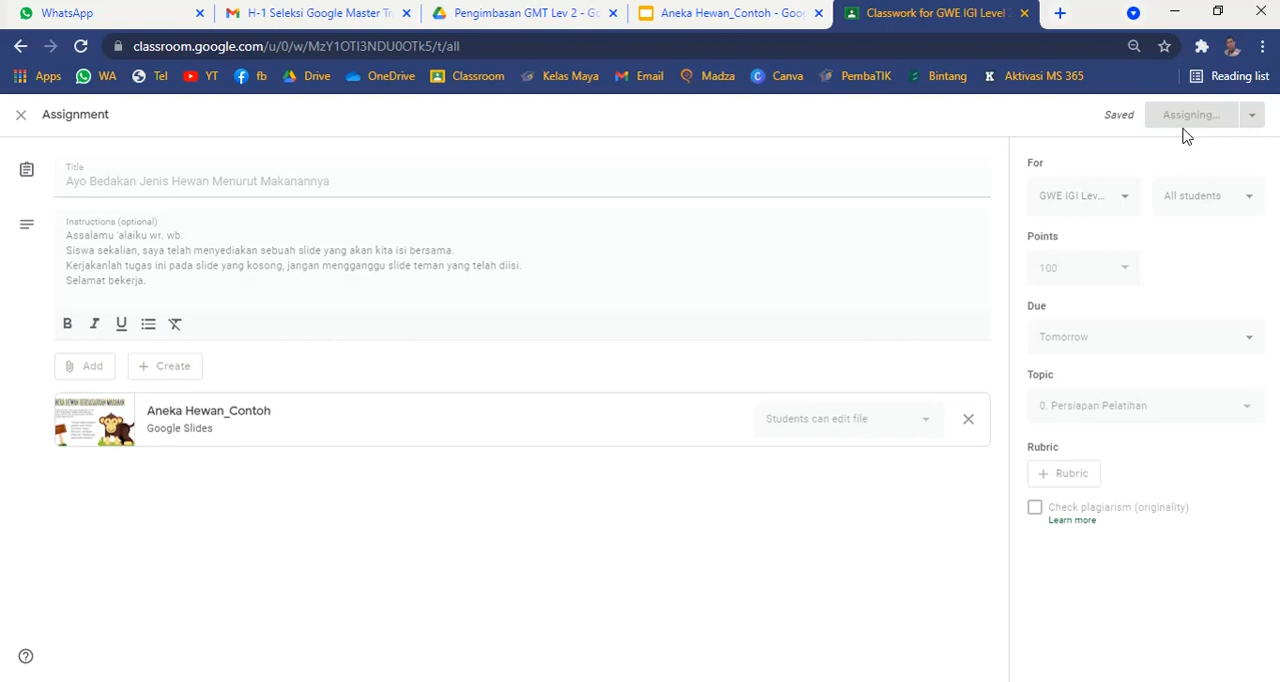 WhatsApp
H-1 Seleksi Google Master Tr
Pengimbasan GMT Lev 2 - Go
Aneka Hewan_Contoh - Goog
Classwork for GWE IGI Level 2
classroom.google.com/u/0/w/MzY1OTI3NDU0OTk5/t/all
Apps WA Tel YT fb Drive OneDrive Classroom Kelas Maya Email Madza Canva PembaTIK Bintang Aktivasi MS 365 Reading list
Assignment
Saved
Assigning...
Title
Ayo Bedakan Jenis Hewan Menurut Makanannya
Instructions (optional)
Assalamu 'alaiku wr. wb.
Siswa sekalian, saya telah menyediakan sebuah slide yang akan kita isi bersama.
Kerjakanlah tugas ini pada slide yang kosong, jangan mengganggu slide teman yang telah diisi.
Selamat bekerja.
B I U
Add
Create
Aneka Hewan_Contoh
Google Slides
Students can edit file
For
GWE IGI Lev...
All students
Points
100
Due
Tomorrow
Topic
0. Persiapan Pelatihan
Rubric
Rubric
Check plagiarism (originality)
Learn more